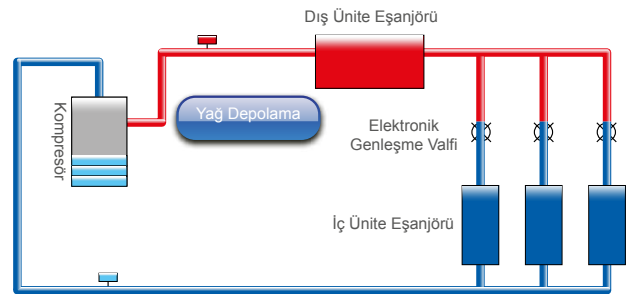 Dış Ünite Eşanjörü
Kompresör
Yağ Depolama
Elektronik
Genleşme Valfi
İç Ünite Eşanjörü